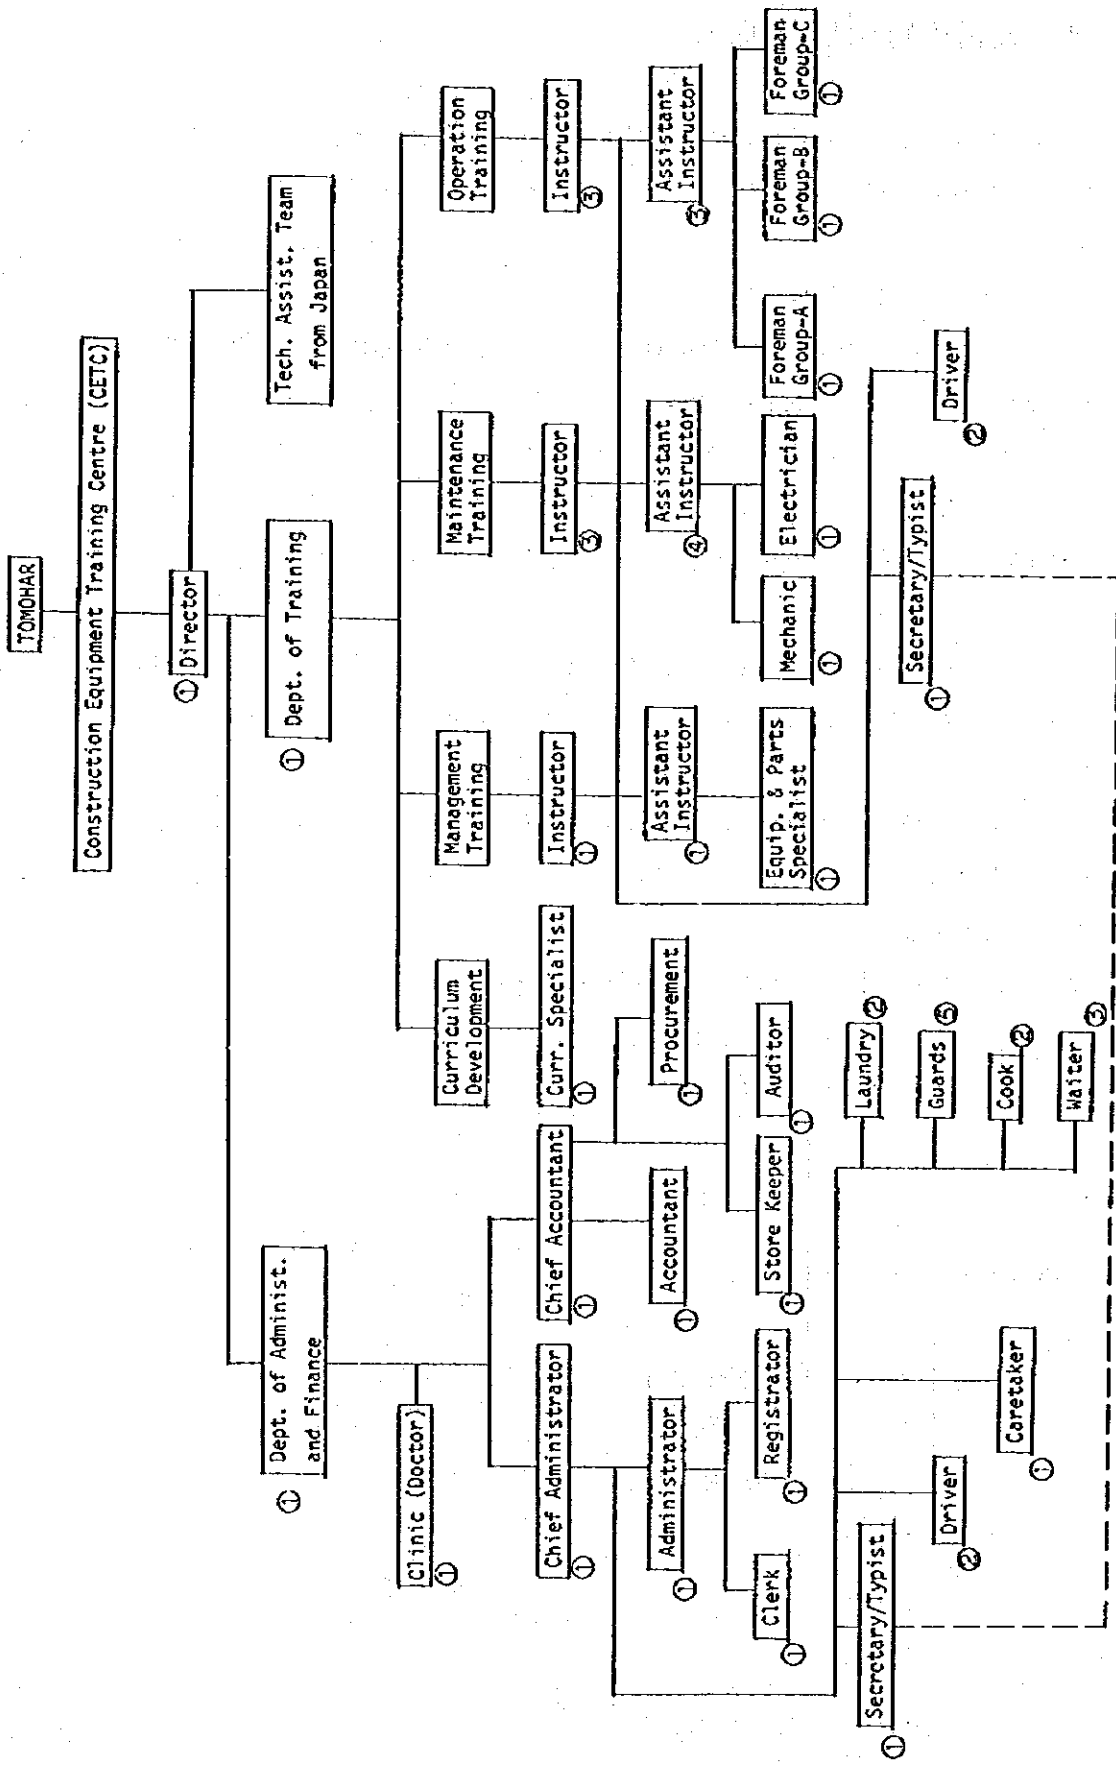 TOMOHAR
Construction Equipment Training Centre (CETC)
① Director
Tech. Assist. Team
from Japan
① Dept. of Administ.
and Finance
① Dept. of Training
Clinic (Doctor)
①
Curriculum
Development
Management
Training
Maintenance
Training
Operation
Training
Chief Administrator
①
Chief Accountant
①
Curr. Specialist
①
Instructor
①
Instructor
③
Instructor
③
Administrator
①
Accountant
①
Procurement
①
Assistant
Instructor
①
Assistant
Instructor
④
Assistant
Instructor
③
Clerk
①
Registrator
①
Store Keeper
①
Auditor
①
Equip. & Parts
Specialist
①
Mechanic
①
Electrician
①
Foreman
Group-A
①
Foreman
Group-B
①
Foreman
Group-C
①
Secretary/Typist
①
Laundry ②
Secretary/Typist
①
Driver
②
Driver
②
Guards ⑤
Caretaker
①
Cook ②
Waiter ③